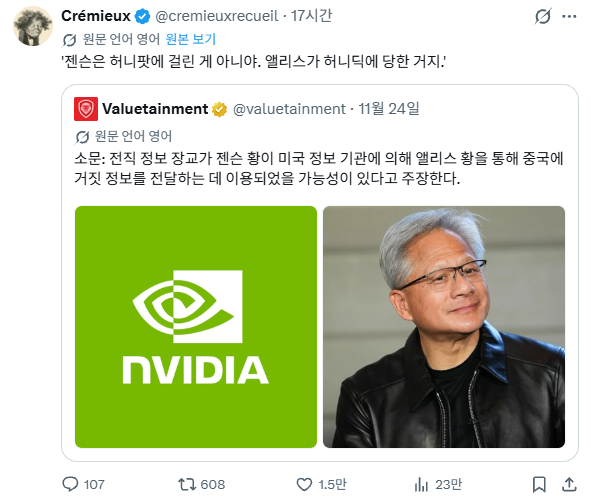 Crémieux @cremieuxrecueil · 17시간
원문 언어 영어 원본 보기
'젠슨은 허니팟에 걸린 게 아니야. 앨리스가 허니딕에 당한 거지.'
Valuetainment @valuetainment · 11월 24일
원문 언어 영어
소문: 전직 정보 장교가 젠슨 황이 미국 정보 기관에 의해 앨리스 황을 통해 중국에
거짓 정보를 전달하는 데 이용되었을 가능성이 있다고 주장한다.
nVIDIA
107 608 1.5만 23만